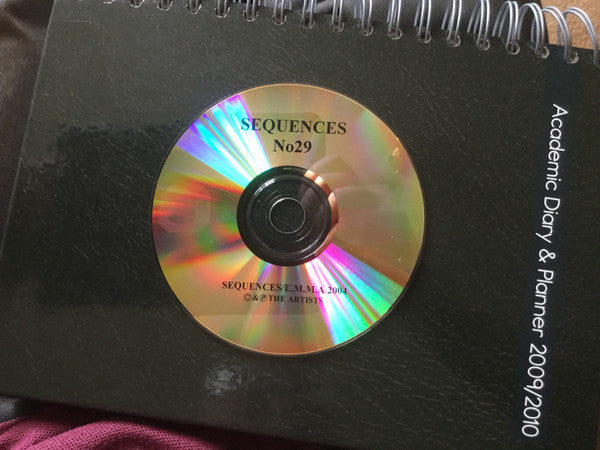 SEQUENCES
No29
SEQUENCES/E.M.M.A 2004
©&℗ THE ARTISTS
Academic Diary & Planner 2009/2010